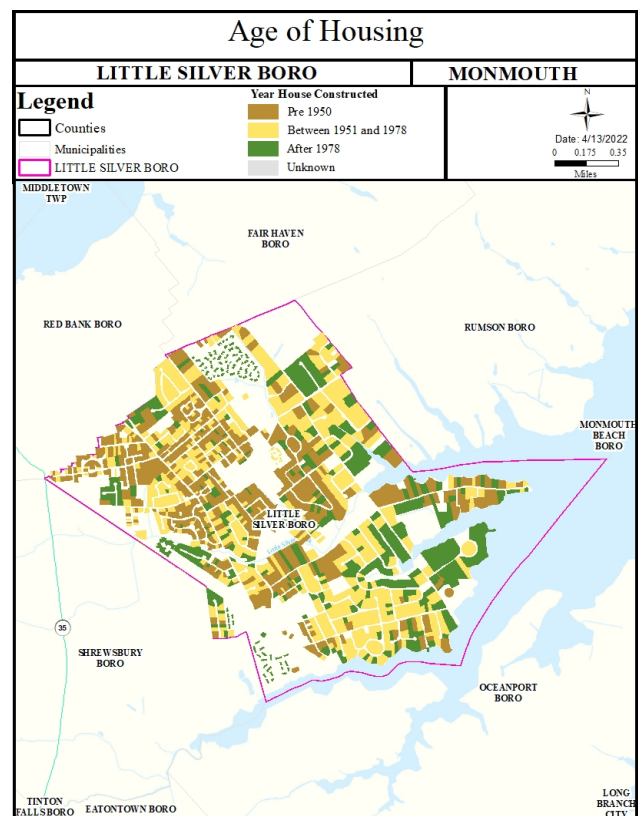 Age of Housing
LITTLE SILVER BORO
MONMOUTH
Legend
Counties
Municipalities
LITTLE SILVER BORO
Year House Constructed
Pre 1950
Between 1951 and 1978
After 1978
Unknown
N
Date: 4/13/2022
0 0.175 0.35
Miles
MIDDLETOWN
TWP
FAIR HAVEN
BORO
RED BANK BORO
RUMSON BORO
MONMOUTH
BEACH
BORO
LITTLE
SILVER BORO
35
SHREWSBURY
BORO
OCEANPORT
BORO
TINTON
FALLS BORO
EATONTOWN BORO
LONG
BRANCH
CITY